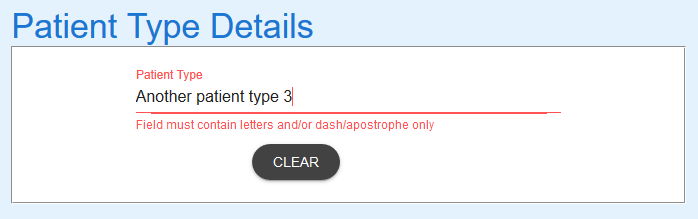 Patient Type Details
Patient Type
Another patient type 3
Field must contain letters and/or dash/apostrophe only
CLEAR